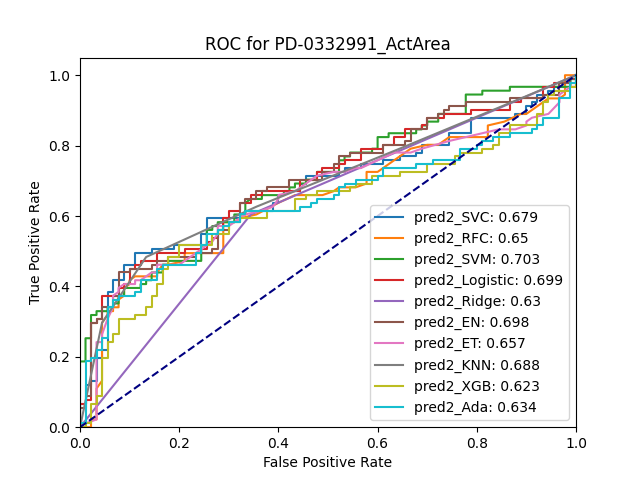 ROC for PD-0332991_ActArea
True Positive Rate
1.0
0.8
0.6
0.4
0.2
0.0
pred2_SVC: 0.679
pred2_RFC: 0.65
pred2_SVM: 0.703
pred2_Logistic: 0.699
pred2_Ridge: 0.63
pred2_EN: 0.698
pred2_ET: 0.657
pred2_KNN: 0.688
pred2_XGB: 0.623
pred2_Ada: 0.634
0.0 0.2 0.4 0.6 0.8 1.0
False Positive Rate